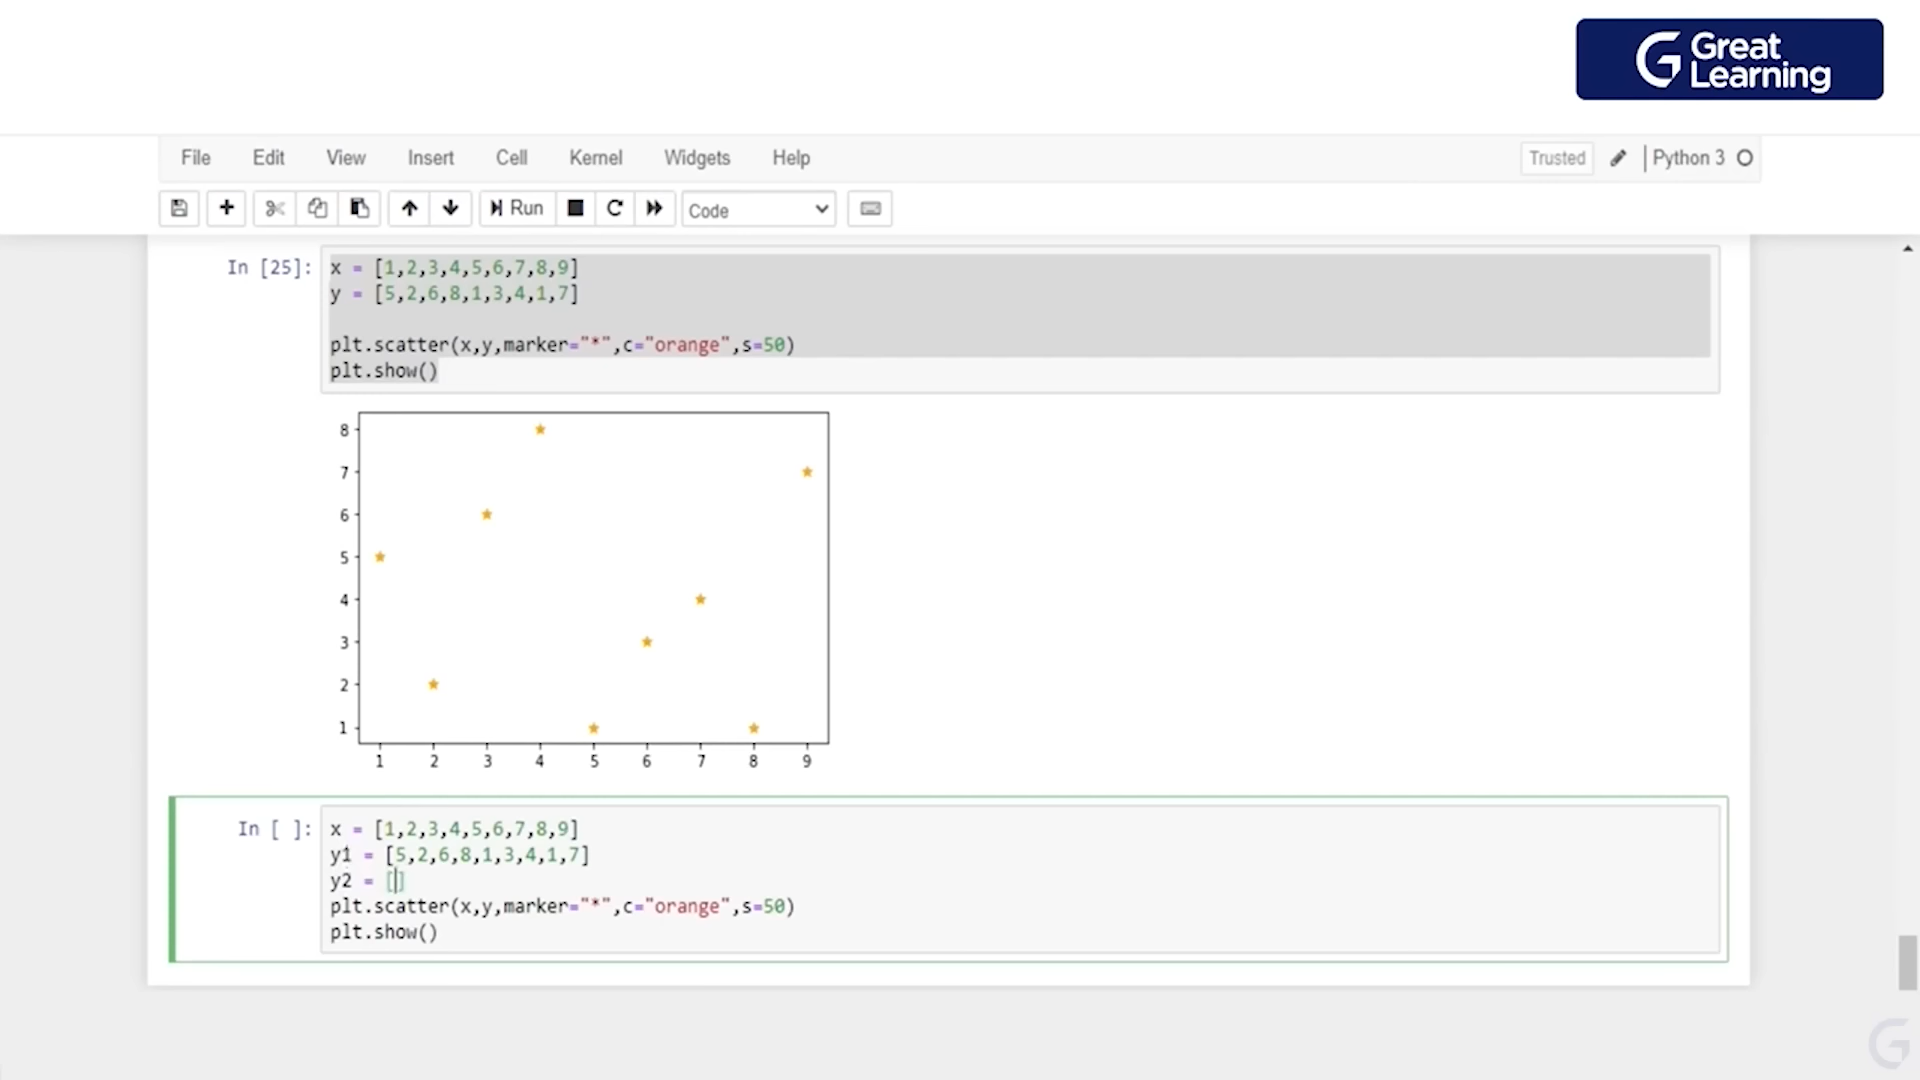 Great
Learning
File Edit View Insert Cell Kernel Widgets Help
Trusted Python 3
Run Code
In [25]:
x = [1,2,3,4,5,6,7,8,9]
y = [5,2,6,8,1,3,4,1,7]
plt.scatter(x,y,marker="*",c="orange",s=50)
plt.show()
8
7
6
5
4
3
2
1
1 2 3 4 5 6 7 8 9
In [ ]:
x = [1,2,3,4,5,6,7,8,9]
y1 = [5,2,6,8,1,3,4,1,7]
y2 = []
plt.scatter(x,y,marker="*",c="orange",s=50)
plt.show()